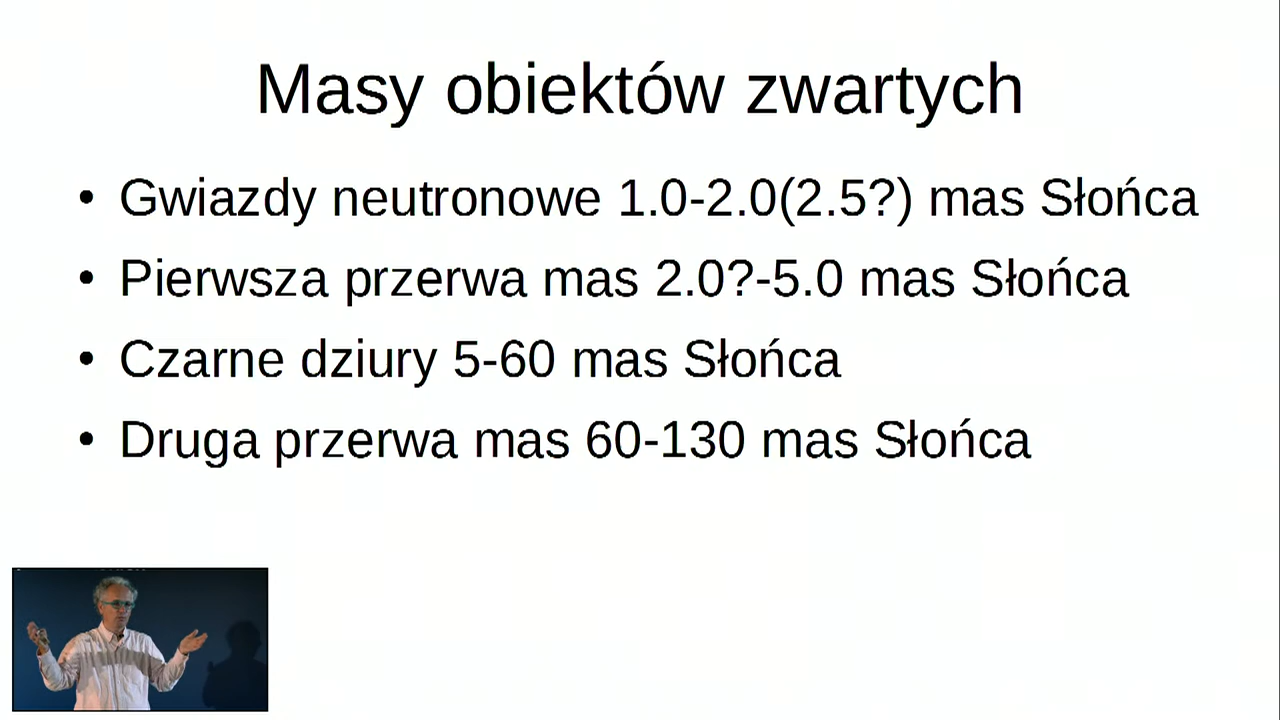 Masy obiektów zwartych
• Gwiazdy neutronowe 1.0-2.0(2.5?) mas Słońca
• Pierwsza przerwa mas 2.0?-5.0 mas Słońca
• Czarne dziury 5-60 mas Słońca
• Druga przerwa mas 60-130 mas Słońca